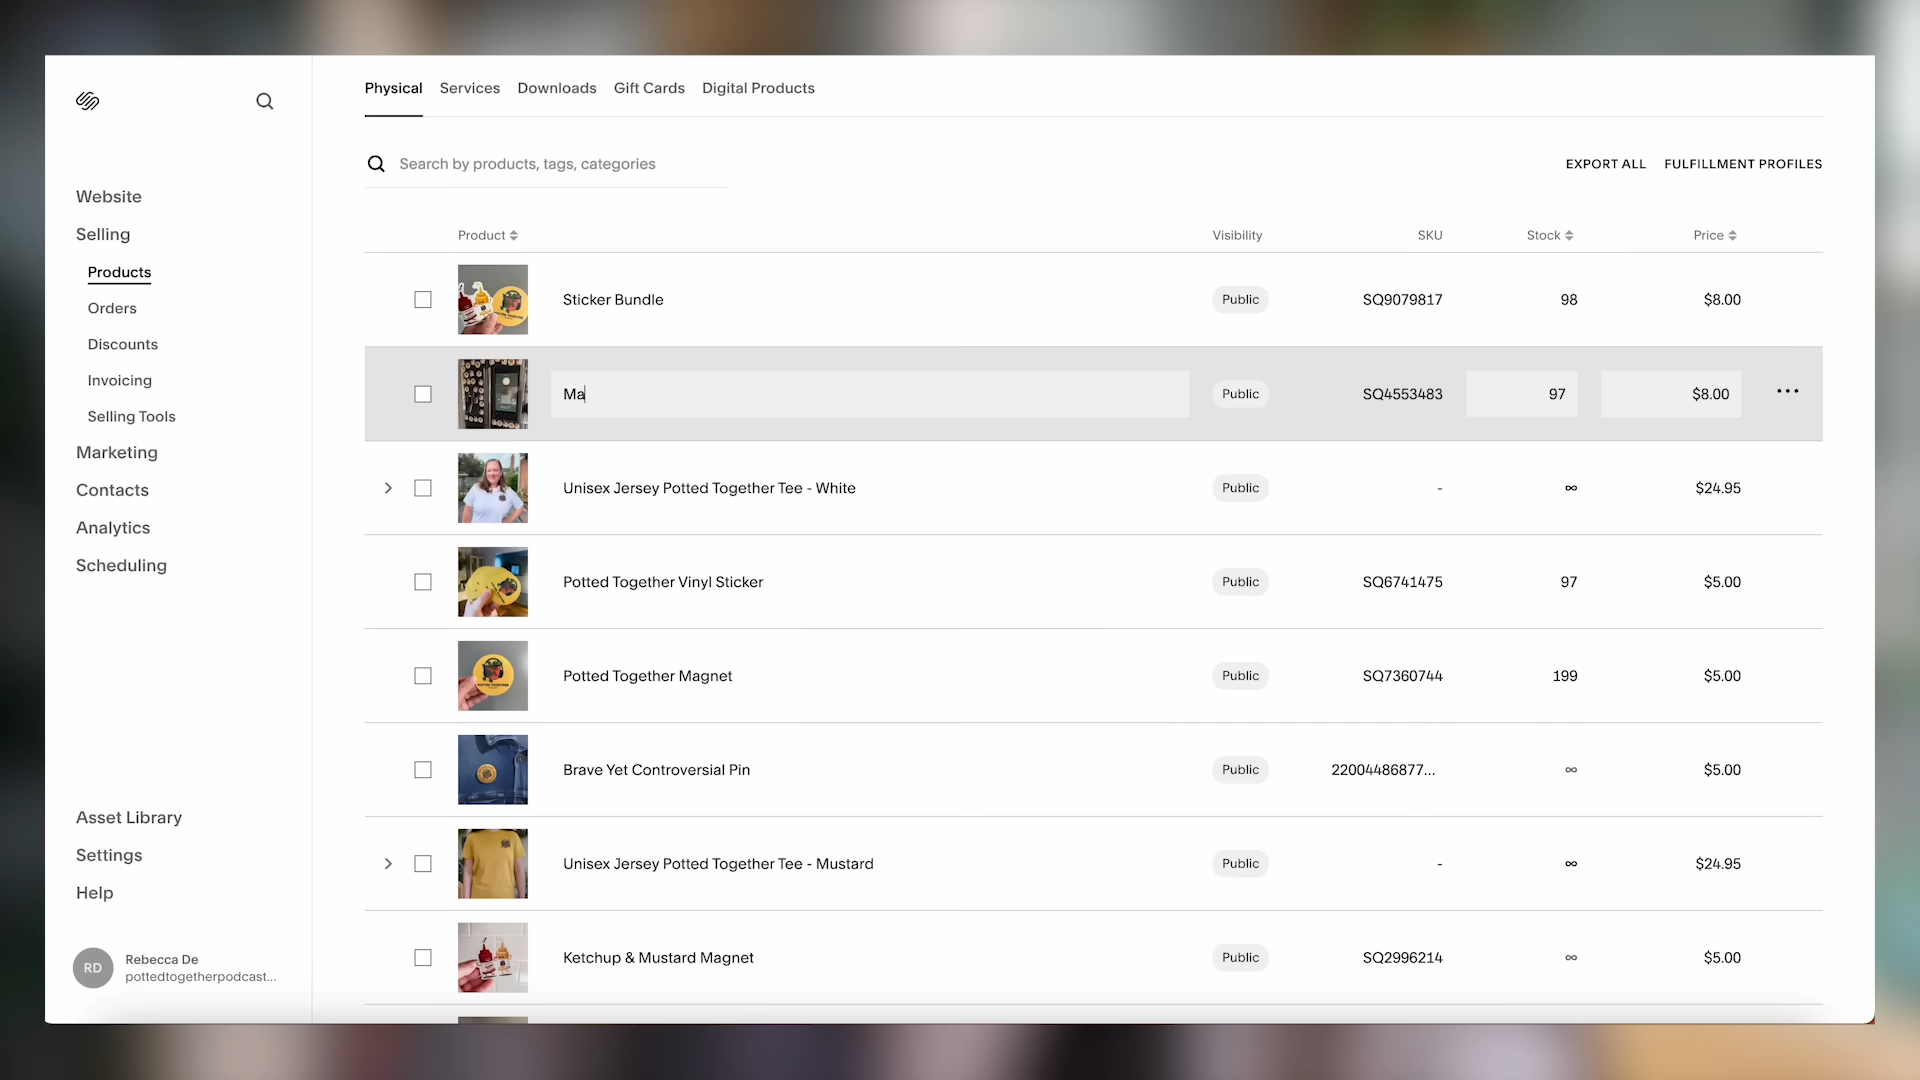 Physical Services Downloads Gift Cards Digital Products
Search by products, tags, categories
EXPORT ALL FULFILLMENT PROFILES
Website
Selling
Products
Orders
Discounts
Invoicing
Selling Tools
Marketing
Contacts
Analytics
Scheduling
Asset Library
Settings
Help
RD
Rebecca De
pottedtogetherpodcast...
Product Visibility SKU Stock Price
Sticker Bundle Public SQ9079817 98 $8.00
Ma Public SQ4553483 97 $8.00 ...
Unisex Jersey Potted Together Tee - White Public - ∞ $24.95
Potted Together Vinyl Sticker Public SQ6741475 97 $5.00
Potted Together Magnet Public SQ7360744 199 $5.00
Brave Yet Controversial Pin Public 22004486877... ∞ $5.00
Unisex Jersey Potted Together Tee - Mustard Public - ∞ $24.95
Ketchup & Mustard Magnet Public SQ2996214 ∞ $5.00